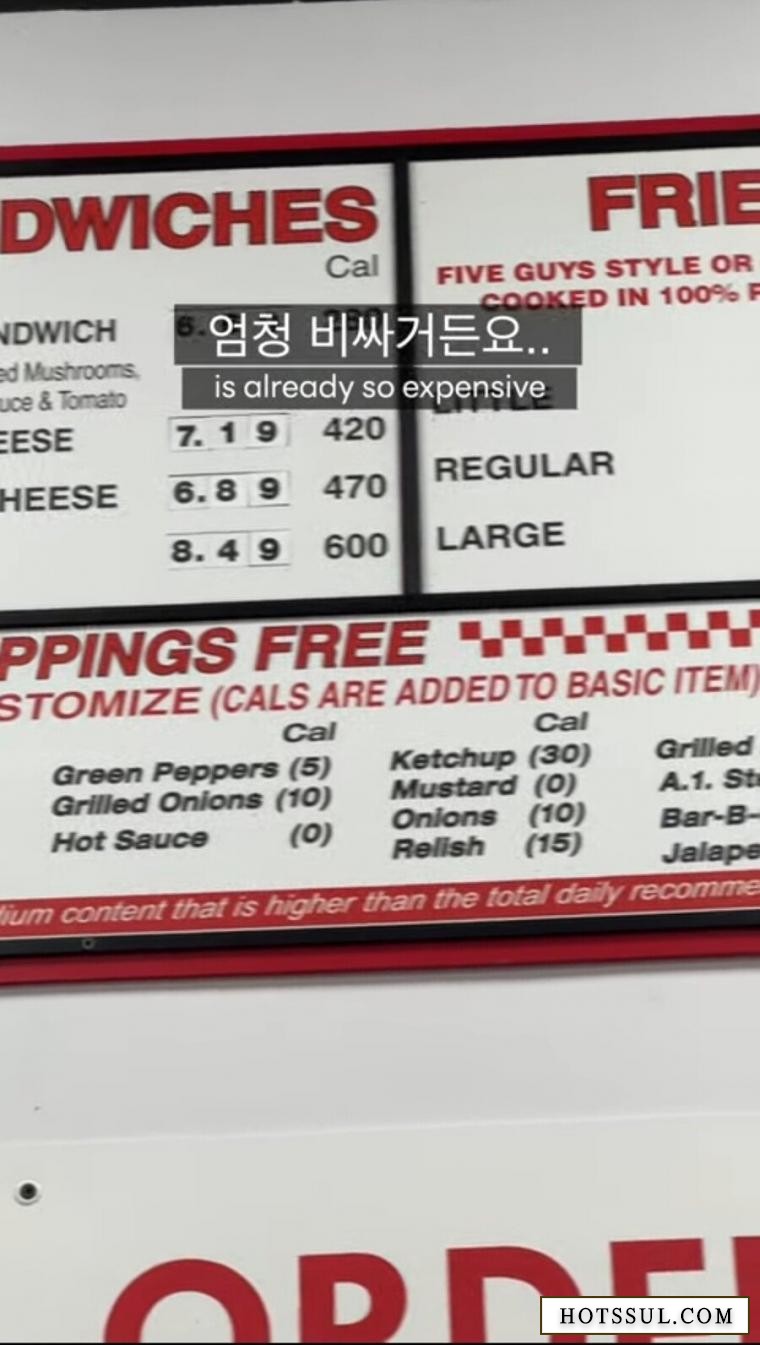 DWICHES
Cal
NDWICH
ed Mushrooms,
uce & Tomato
EESE 7.19 420
HEESE 6.89 470
8.49 600
FRIE
FIVE GUYS STYLE OR
COOKED IN 100% P
LITTLE
REGULAR
LARGE
엄청 비싸거든요..
is already so expensive
PPINGS FREE
STOMIZE (CALS ARE ADDED TO BASIC ITEM)
Cal
Green Peppers (5)
Grilled Onions (10)
Hot Sauce (0)
Cal
Ketchup (30)
Mustard (0)
Onions (10)
Relish (15)
Grilled
A.1. St
Bar-B-
Jalape
ium content that is higher than the total daily recomme
ORDE
HOTSSUL.COM